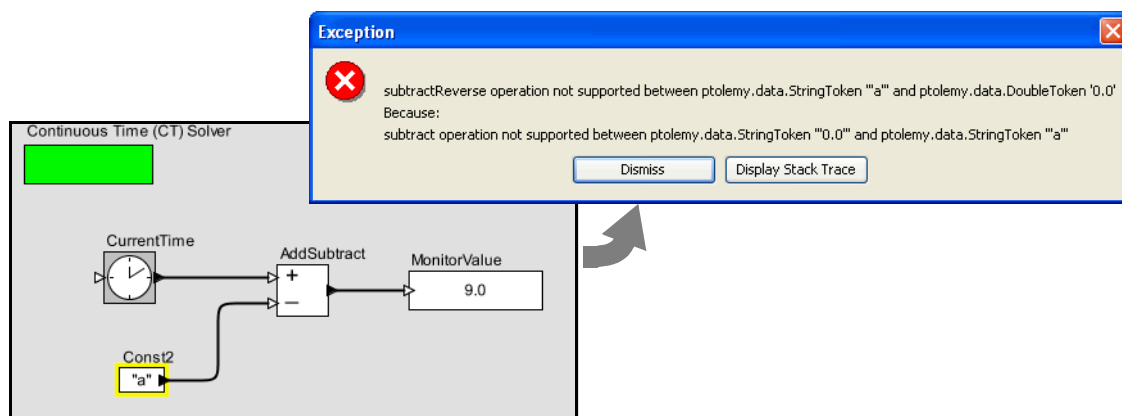 Exception
subtractReverse operation not supported between ptolemy.data.StringToken '"a"' and ptolemy.data.DoubleToken '0.0'
Because:
subtract operation not supported between ptolemy.data.StringToken '"0.0"' and ptolemy.data.StringToken '"a"'
Dismiss
Display Stack Trace
Continuous Time (CT) Solver
CurrentTime
AddSubtract
+
–
MonitorValue
9.0
Const2
"a"